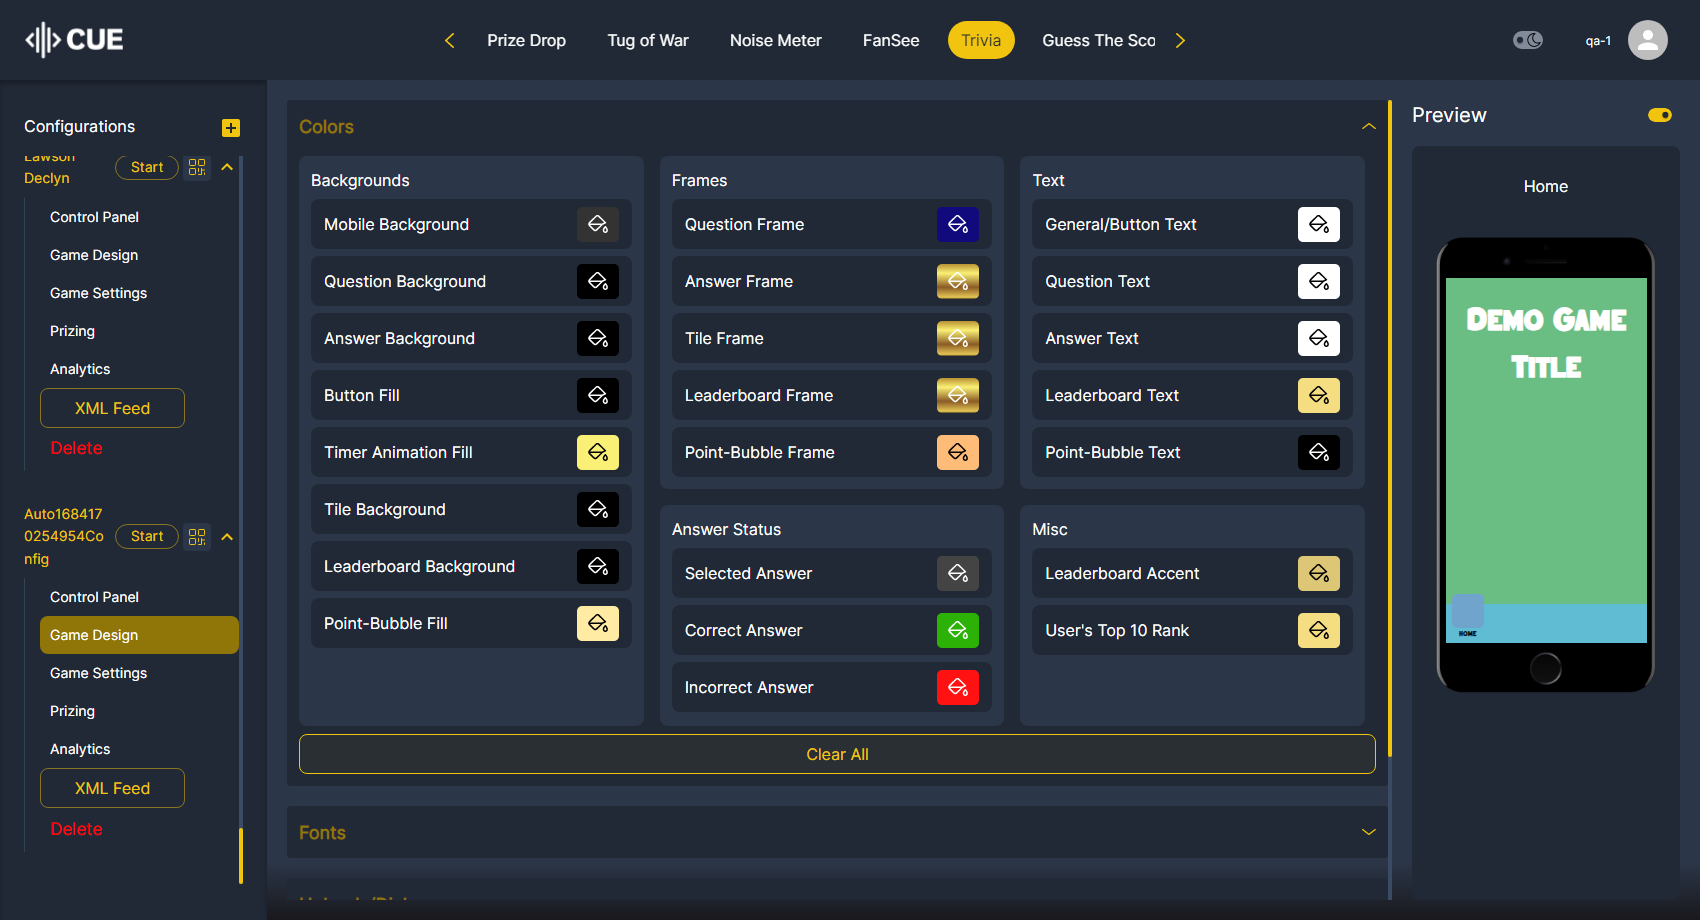 CUE
Prize Drop
Tug of War
Noise Meter
FanSee
Trivia
Guess The Sco
qa-1
Configurations
Lawson
Declyn
Start
Control Panel
Game Design
Game Settings
Prizing
Analytics
XML Feed
Delete
Auto168417
0254954Co
nfig
Start
Control Panel
Game Design
Game Settings
Prizing
Analytics
XML Feed
Delete
Colors
Backgrounds
Mobile Background
Question Background
Answer Background
Button Fill
Timer Animation Fill
Tile Background
Leaderboard Background
Point-Bubble Fill
Frames
Question Frame
Answer Frame
Tile Frame
Leaderboard Frame
Point-Bubble Frame
Text
General/Button Text
Question Text
Answer Text
Leaderboard Text
Point-Bubble Text
Answer Status
Selected Answer
Correct Answer
Incorrect Answer
Misc
Leaderboard Accent
User's Top 10 Rank
Clear All
Fonts
Preview
Home
Demo Game
Title
HOME